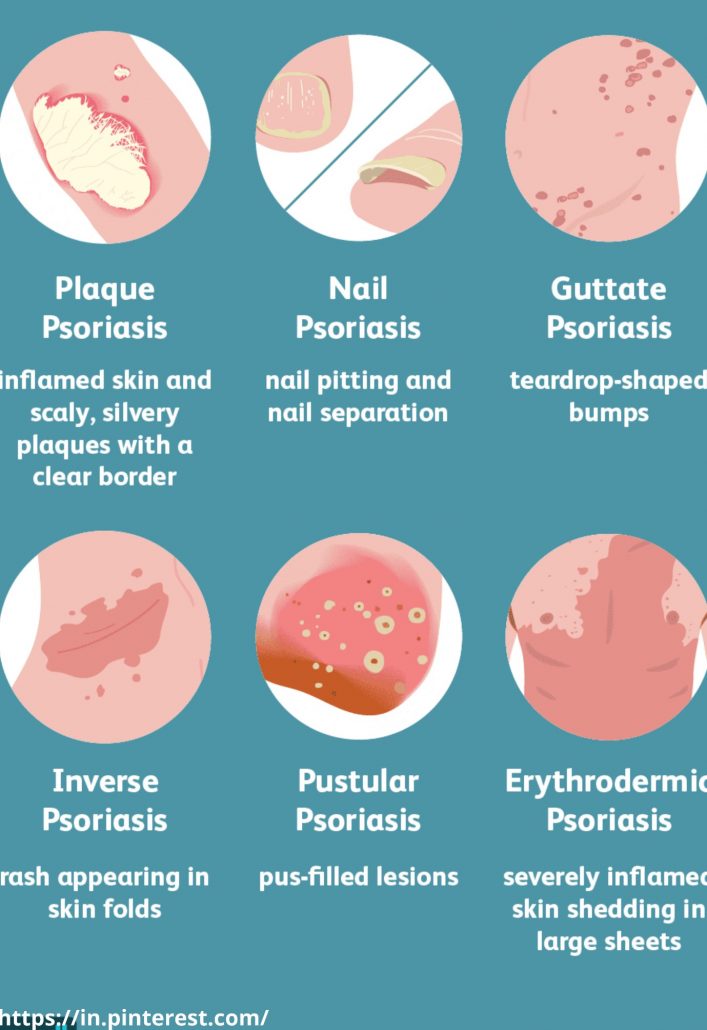 Plaque
Psoriasis
inflamed skin and
scaly, silvery
plaques with a
clear border
Nail
Psoriasis
nail pitting and
nail separation
Guttate
Psoriasis
teardrop-shaped
bumps
Inverse
Psoriasis
rash appearing in
skin folds
Pustular
Psoriasis
pus-filled lesions
Erythrodermic
Psoriasis
severely inflamed
skin shedding in
large sheets
https://in.pinterest.com/